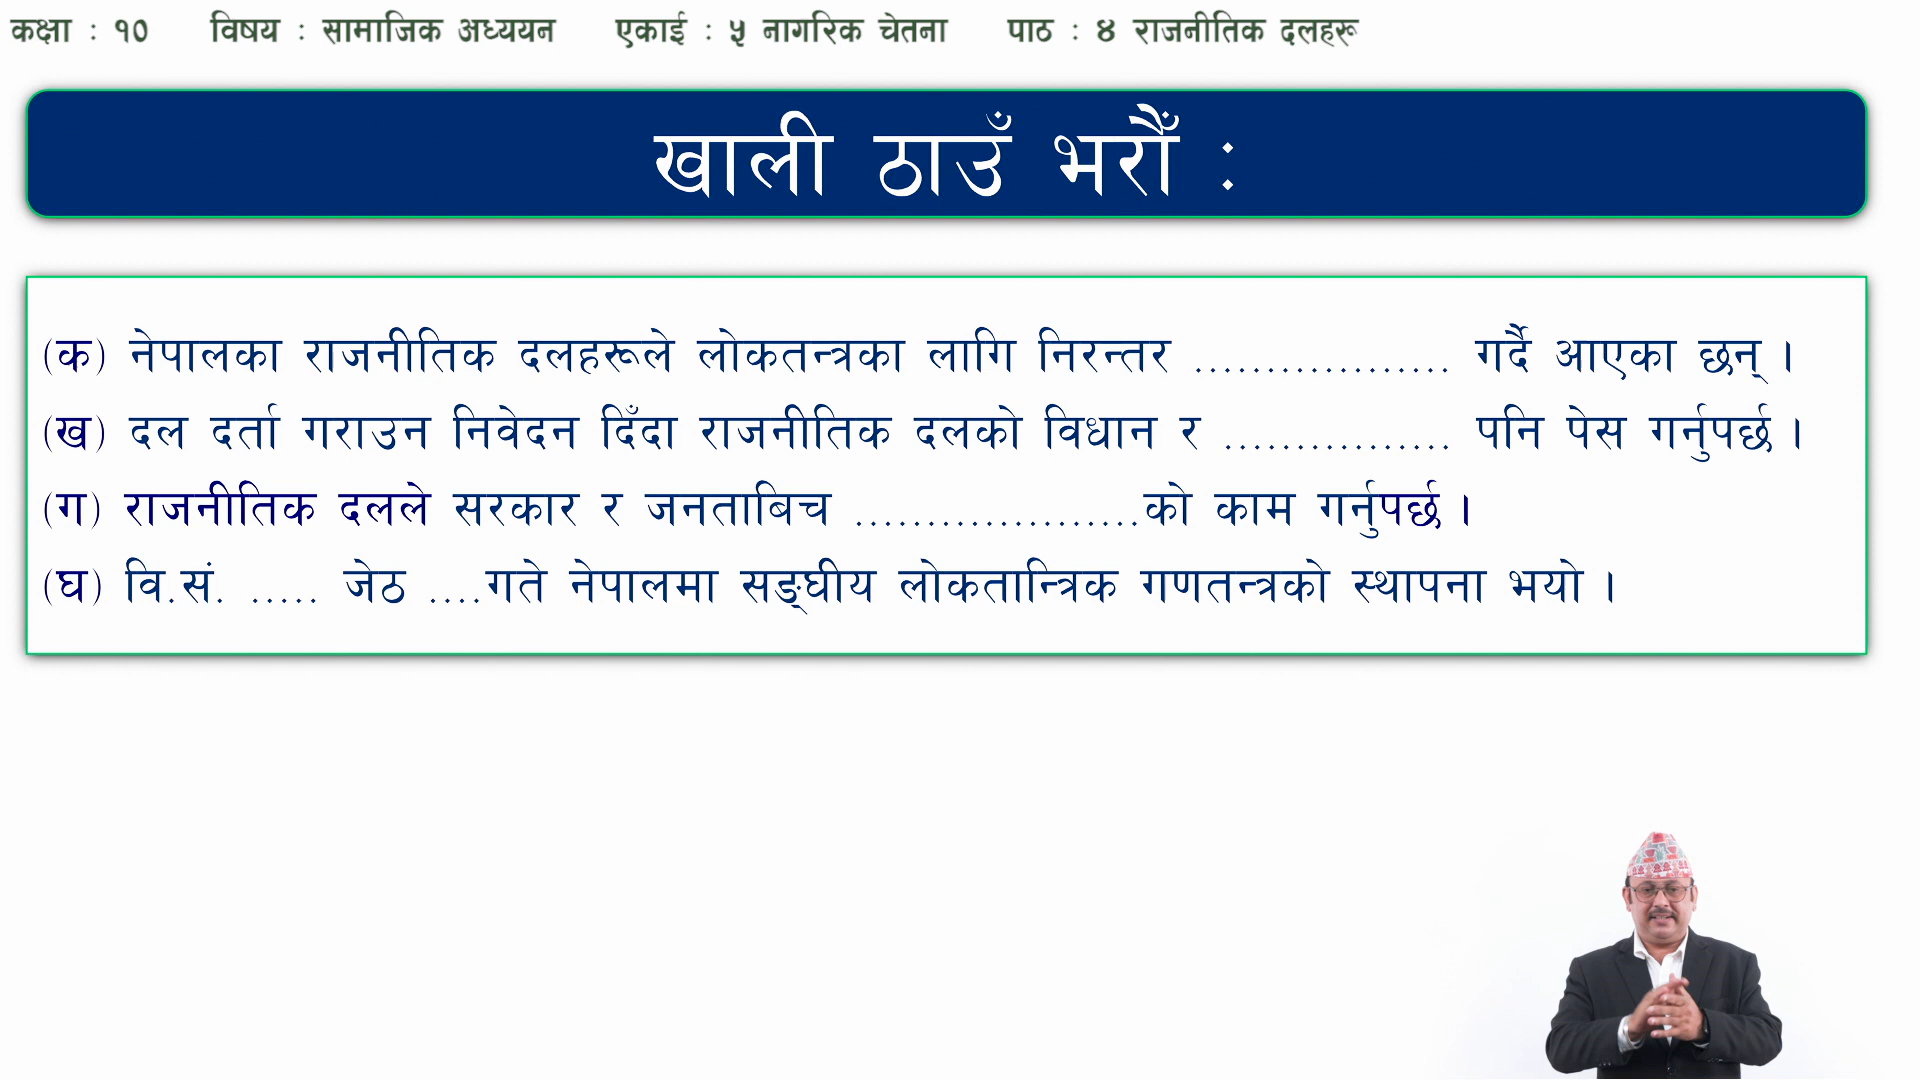 कक्षा : १० विषय : सामाजिक अध्ययन एकाई : ५ नागरिक चेतना पाठ : ४ राजनीतिक दलहरू
खाली ठाउँ भरौँ :
(क) नेपालका राजनीतिक दलहरूले लोकतन्त्रका लागि निरन्तर .................. गर्दै आएका छन् ।
(ख) दल दर्ता गराउन निवेदन दिँदा राजनीतिक दलको विधान र ................ पनि पेस गर्नुपर्छ ।
(ग) राजनीतिक दलले सरकार र जनताबिच ....................को काम गर्नुपर्छ ।
(घ) वि.सं. ..... जेठ ....गते नेपालमा सङ्घीय लोकतान्त्रिक गणतन्त्रको स्थापना भयो ।